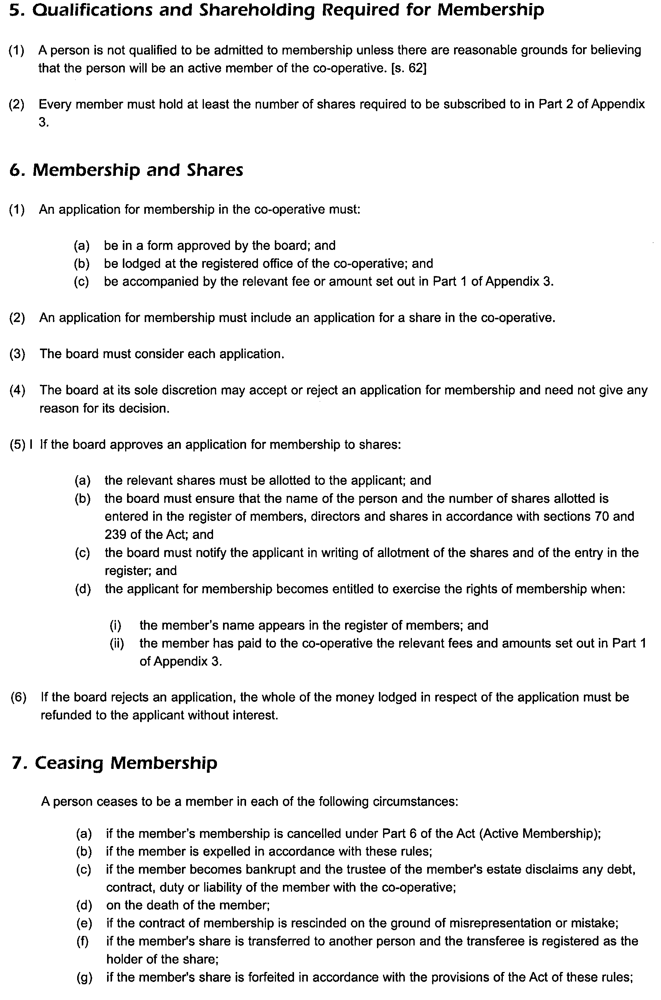 5. Qualifications and Shareholding Required for Membership
(1) A person is not qualified to be admitted to membership unless there are reasonable grounds for believing
that the person will be an active member of the co-operative. [s. 62]
(2) Every member must hold at least the number of shares required to be subscribed to in Part 2 of Appendix
3.
6. Membership and Shares
(1) An application for membership in the co-operative must:
(a) be in a form approved by the board; and
(b) be lodged at the registered office of the co-operative; and
(c) be accompanied by the relevant fee or amount set out in Part 1 of Appendix 3.
(2) An application for membership must include an application for a share in the co-operative.
(3) The board must consider each application.
(4) The board at its sole discretion may accept or reject an application for membership and need not give any
reason for its decision.
(5) I If the board approves an application for membership to shares:
(a) the relevant shares must be allotted to the applicant; and
(b) the board must ensure that the name of the person and the number of shares allotted is
entered in the register of members, directors and shares in accordance with sections 70 and
239 of the Act; and
(c) the board must notify the applicant in writing of allotment of the shares and of the entry in the
register; and
(d) the applicant for membership becomes entitled to exercise the rights of membership when:
(i) the member's name appears in the register of members; and
(ii) the member has paid to the co-operative the relevant fees and amounts set out in Part 1
of Appendix 3.
(6) If the board rejects an application, the whole of the money lodged in respect of the application must be
refunded to the applicant without interest.
7. Ceasing Membership
A person ceases to be a member in each of the following circumstances:
(a) if the member's membership is cancelled under Part 6 of the Act (Active Membership);
(b) if the member is expelled in accordance with these rules;
(c) if the member becomes bankrupt and the trustee of the member's estate disclaims any debt,
contract, duty or liability of the member with the co-operative;
(d) on the death of the member;
(e) if the contract of membership is rescinded on the ground of misrepresentation or mistake;
(f) if the member's share is transferred to another person and the transferee is registered as the
holder of the share;
(g) if the member's share is forfeited in accordance with the provisions of the Act of these rules;